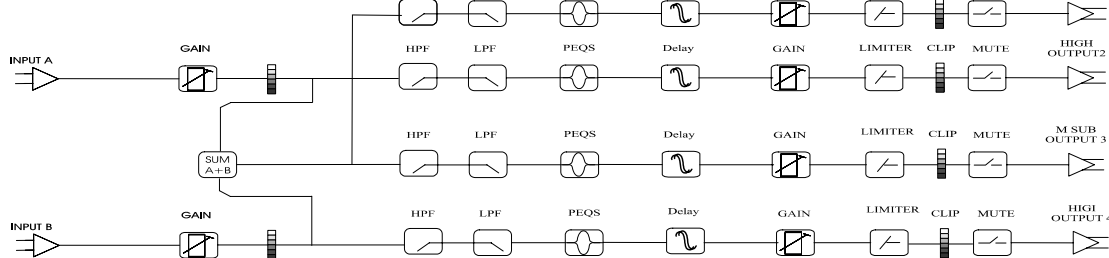 HPF LPF PEQS Delay GAIN LIMITER CLIP MUTE HIGH
OUTPUT2
INPUT A
GAIN
HPF LPF PEQS Delay GAIN LIMITER CLIP MUTE M SUB
OUTPUT 3
SUM
A+B
INPUT B
GAIN
HPF LPF PEQS Delay GAIN LIMITER CLIP MUTE HIGI
OUTPUT 4